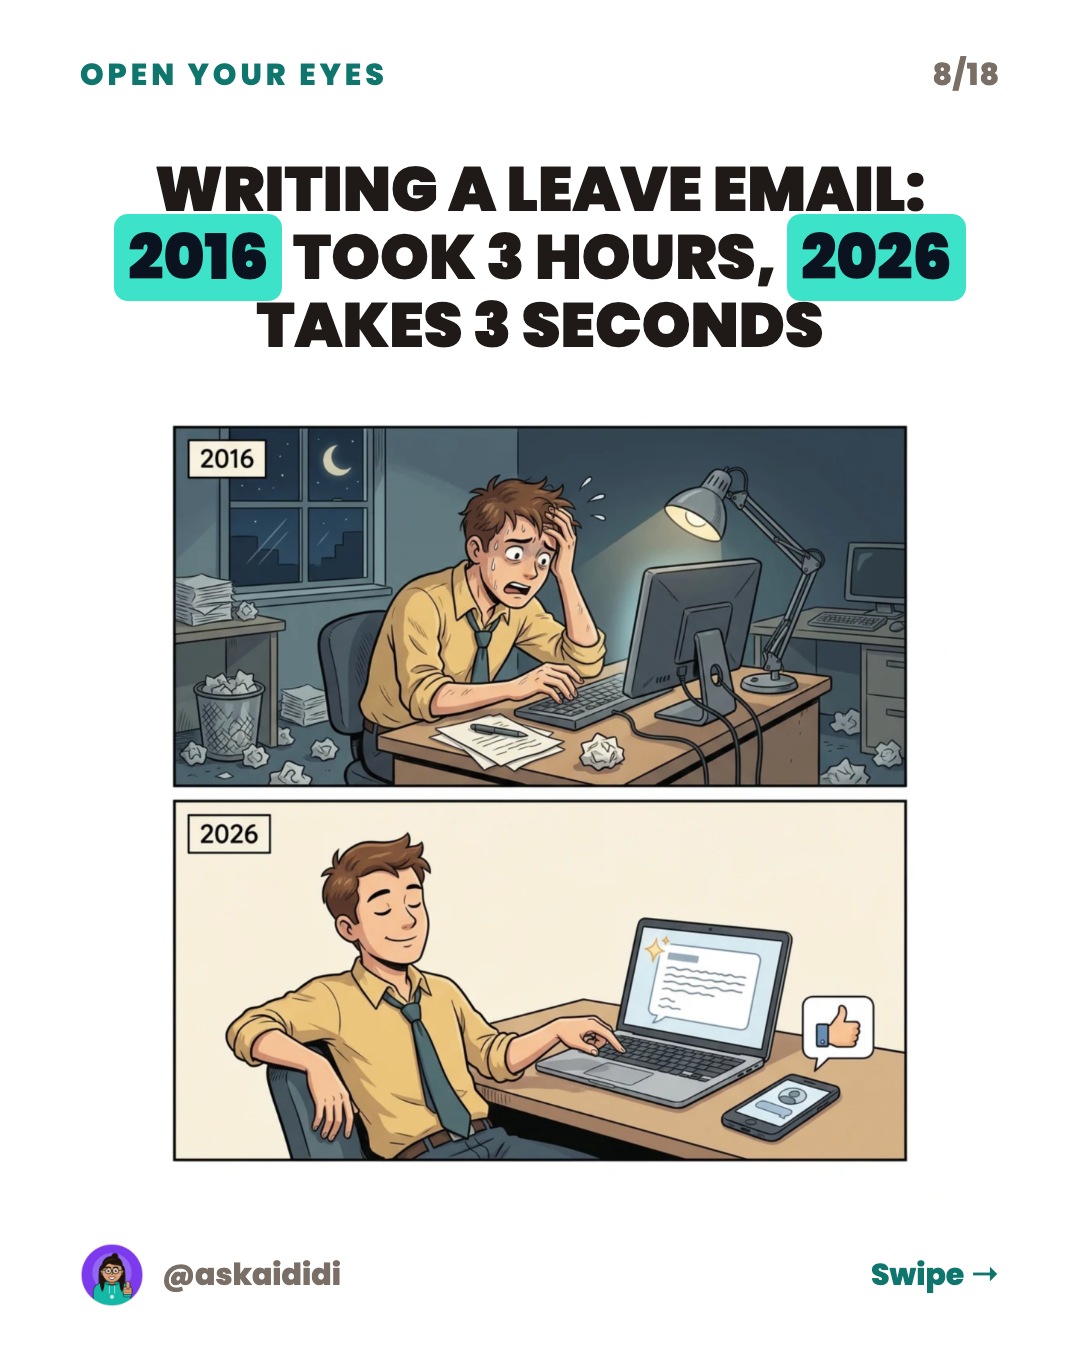 OPEN YOUR EYES
8/18
WRITING A LEAVE EMAIL:
2016 TOOK 3 HOURS, 2026
TAKES 3 SECONDS
2016
2026
@askaididi
Swipe →